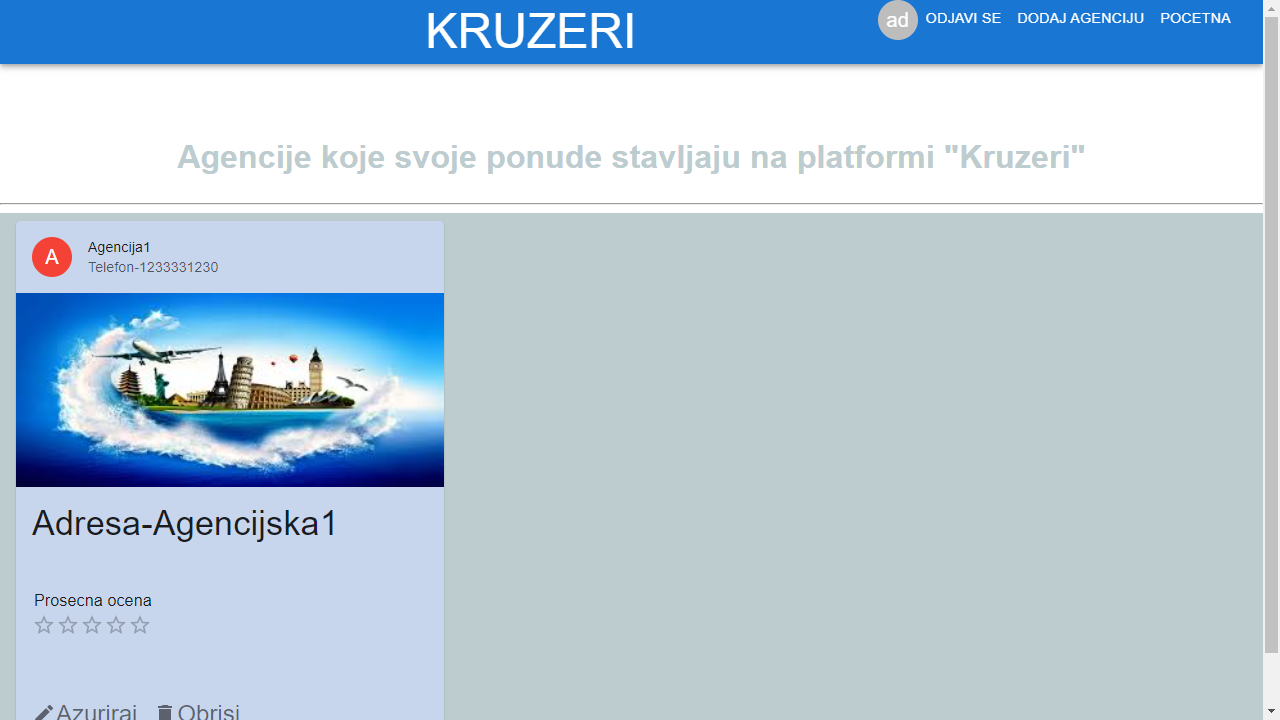 KRUZERI
ad ODJAVI SE DODAJ AGENCIJU POCETNA
Agencije koje svoje ponude stavljaju na platformi "Kruzeri"
A
Agencija1
Telefon-1233331230
Adresa-Agencijska1
Prosecna ocena
Azuriraj Obrisi